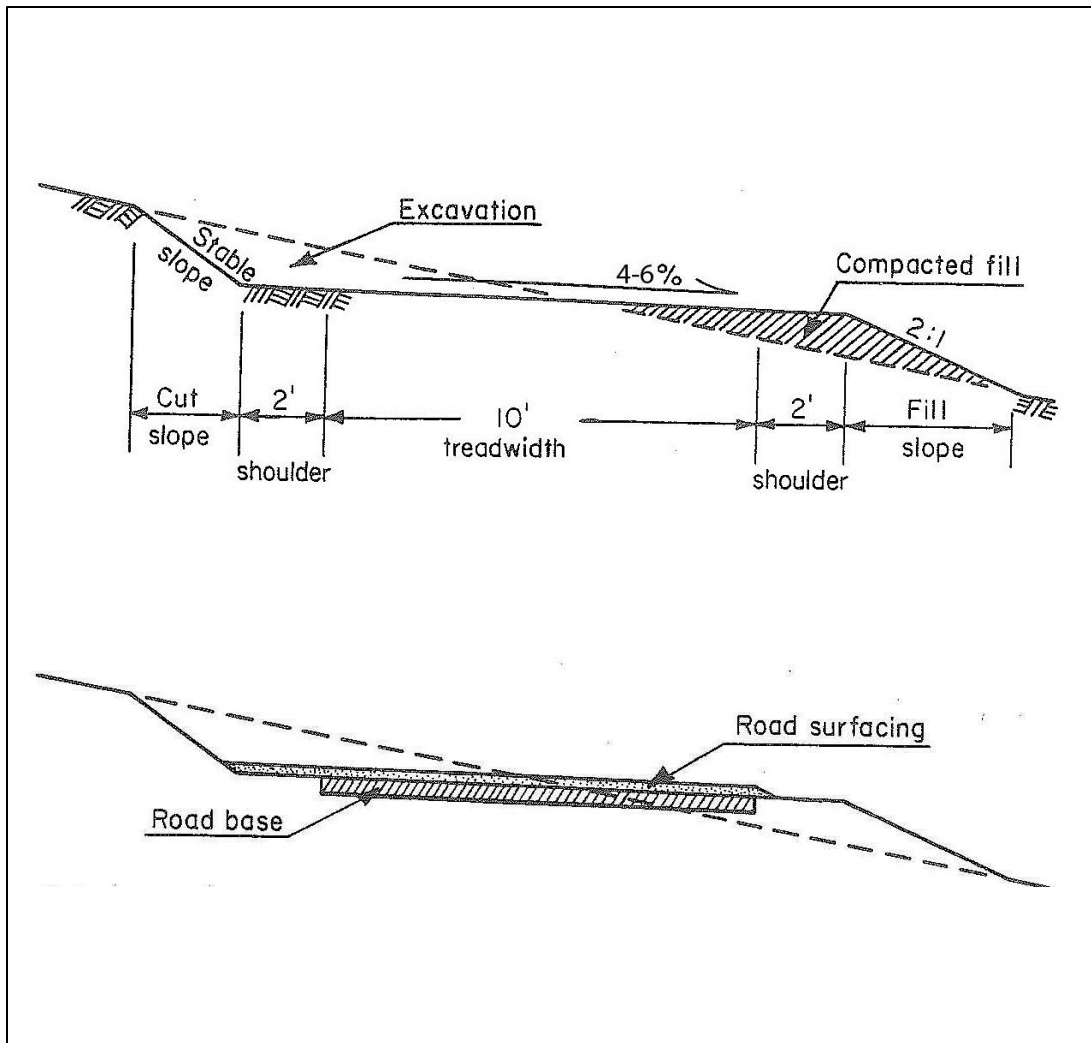 Excavation
Stable
slope
4-6%
Compacted fill
2:1
Cut
slope
2'
shoulder
10'
treadwidth
2'
shoulder
Fill
slope
Road surfacing
Road base